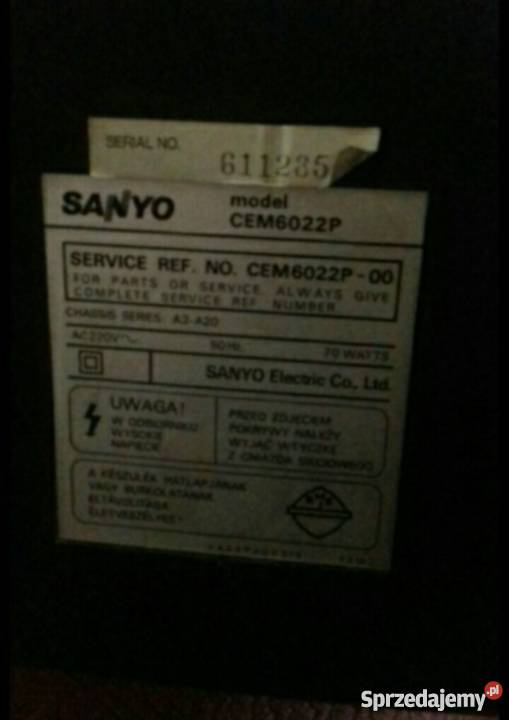 SERIAL NO.
611235
SANYO
model
CEM6022P
SERVICE REF. NO. CEM6022P-00
FOR PARTS OR SERVICE, ALWAYS GIVE
COMPLETE SERVICE REF. NUMBER
CHASSIS SERIES: A3-A20
AC 220V~ 50Hz 70 WATTS
SANYO Electric Co., Ltd.
UWAGA!
W ODBIORNIKU
WYSOKIE
NAPIĘCIE
PRZED ZDJĘCIEM
POKRYWY NALEŻY
WYJĄĆ WTYCZKĘ
Z GNIAZDA SIECIOWEGO
A KÉSZÜLÉK HÁTLAPJÁNAK
VAGY BURKOLATÁNAK
ELTÁVOLÍTÁSA
ÉLETVESZÉLYES!
Sprzedajemy.pl